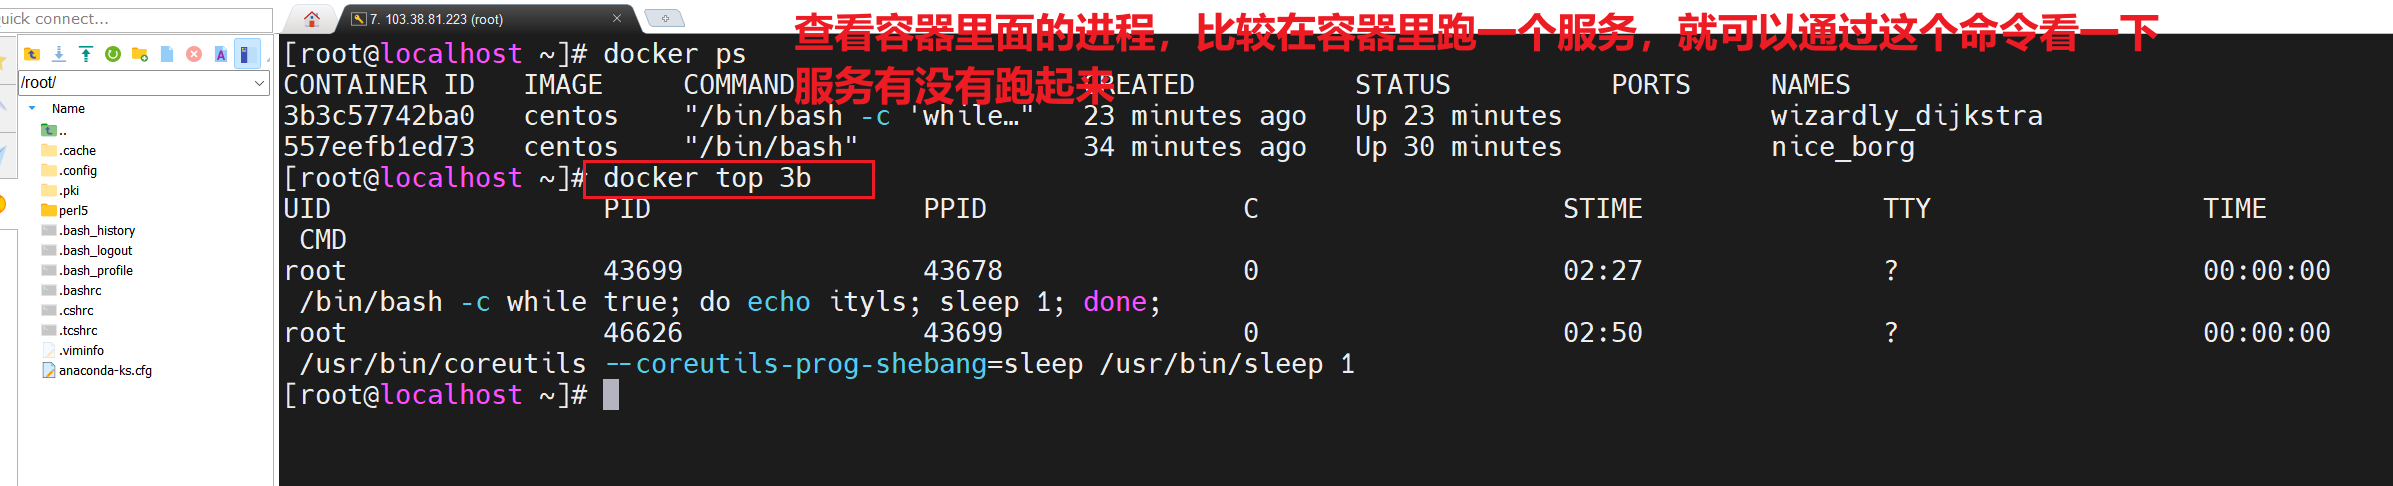 Quick connect...
7. 103.38.81.223 (root)
/root/
Name
..
.cache
.config
.pki
perl5
.bash_history
.bash_logout
.bash_profile
.bashrc
.cshrc
.tcshrc
.viminfo
anaconda-ks.cfg
查看容器里面的进程，比较在容器里跑一个服务，就可以通过这个命令看一下
服务有没有跑起来
[root@localhost ~]# docker ps
CONTAINER ID IMAGE COMMAND CREATED STATUS PORTS NAMES
3b3c57742ba0 centos "/bin/bash -c 'while…" 23 minutes ago Up 23 minutes wizardly_dijkstra
557eefb1ed73 centos "/bin/bash" 34 minutes ago Up 30 minutes nice_borg
[root@localhost ~]# docker top 3b
UID PID PPID C STIME TTY TIME
CMD
root 43699 43678 0 02:27 ? 00:00:00
/bin/bash -c while true; do echo ityls; sleep 1; done;
root 46626 43699 0 02:50 ? 00:00:00
/usr/bin/coreutils --coreutils-prog-shebang=sleep /usr/bin/sleep 1
[root@localhost ~]#